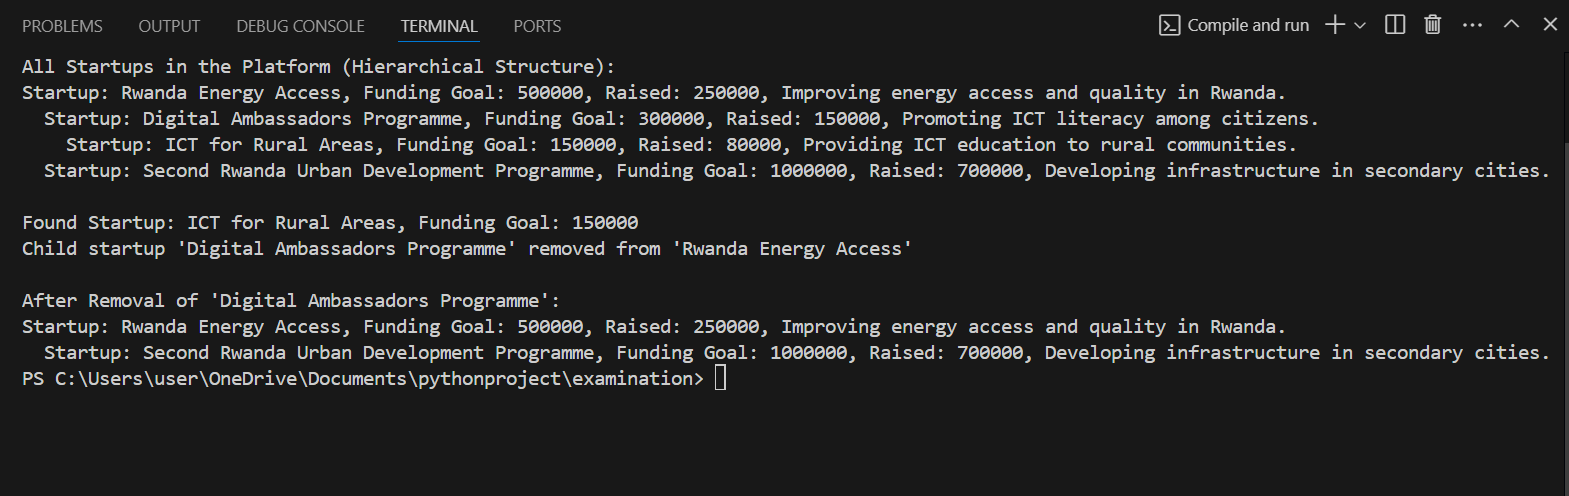 PROBLEMS OUTPUT DEBUG CONSOLE TERMINAL PORTS Compile and run
All Startups in the Platform (Hierarchical Structure):
Startup: Rwanda Energy Access, Funding Goal: 500000, Raised: 250000, Improving energy access and quality in Rwanda.
  Startup: Digital Ambassadors Programme, Funding Goal: 300000, Raised: 150000, Promoting ICT literacy among citizens.
    Startup: ICT for Rural Areas, Funding Goal: 150000, Raised: 80000, Providing ICT education to rural communities.
  Startup: Second Rwanda Urban Development Programme, Funding Goal: 1000000, Raised: 700000, Developing infrastructure in secondary cities.
Found Startup: ICT for Rural Areas, Funding Goal: 150000
Child startup 'Digital Ambassadors Programme' removed from 'Rwanda Energy Access'
After Removal of 'Digital Ambassadors Programme':
Startup: Rwanda Energy Access, Funding Goal: 500000, Raised: 250000, Improving energy access and quality in Rwanda.
  Startup: Second Rwanda Urban Development Programme, Funding Goal: 1000000, Raised: 700000, Developing infrastructure in secondary cities.
PS C:\Users\user\OneDrive\Documents\pythonproject\examination>